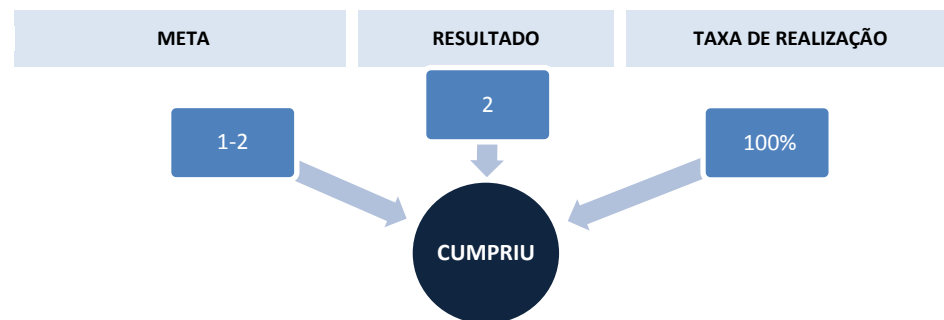 META
RESULTADO
TAXA DE REALIZAÇÃO
2
1-2
100%
CUMPRIU